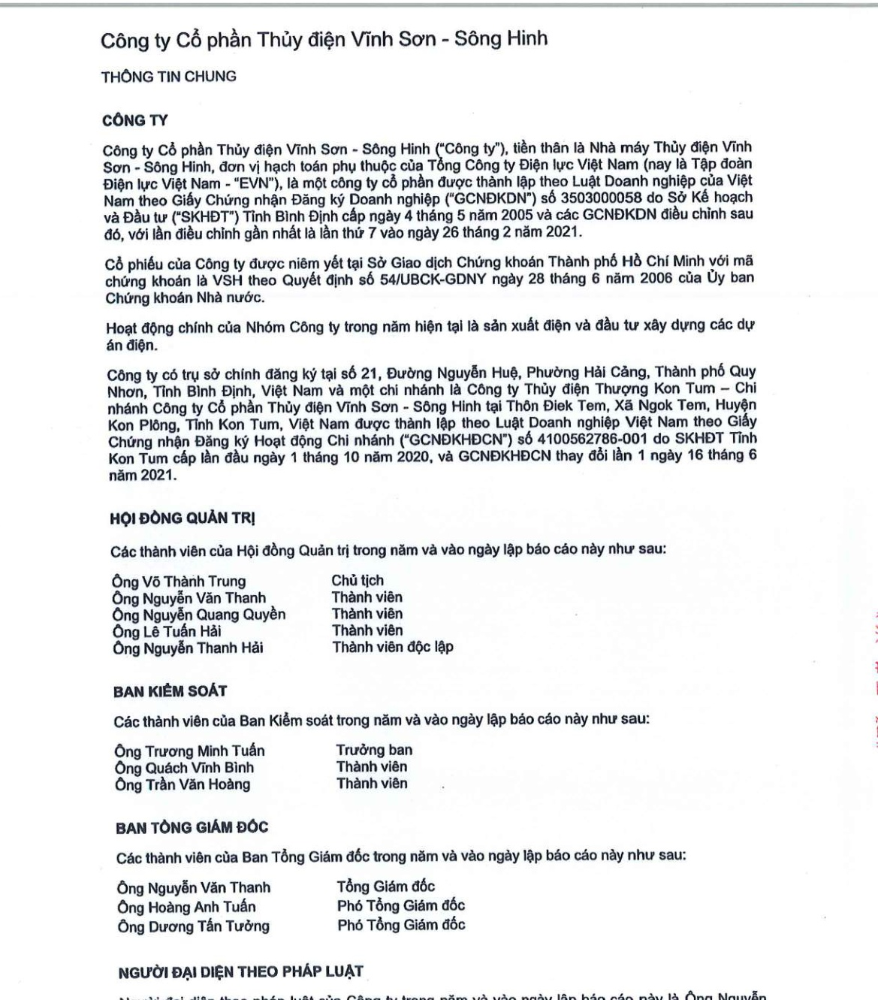 Công ty Cổ phần Thủy điện Vĩnh Sơn - Sông Hinh
THÔNG TIN CHUNG
CÔNG TY
Công ty Cổ phần Thủy điện Vĩnh Sơn - Sông Hinh (“Công ty”), tiền thân là Nhà máy Thủy điện Vĩnh
Sơn - Sông Hinh, đơn vị hạch toán phụ thuộc của Tổng Công ty Điện lực Việt Nam (nay là Tập đoàn
Điện lực Việt Nam - “EVN”), là một công ty cổ phần được thành lập theo Luật Doanh nghiệp của Việt
Nam theo Giấy Chứng nhận Đăng ký Doanh nghiệp (“GCNĐKDN”) số 3503000058 do Sở Kế hoạch
và Đầu tư (“SKHĐT”) Tỉnh Bình Định cấp ngày 4 tháng 5 năm 2005 và các GCNĐKDN điều chỉnh sau
đó, với lần điều chỉnh gần nhất là lần thứ 7 vào ngày 26 tháng 2 năm 2021.
Cổ phiếu của Công ty được niêm yết tại Sở Giao dịch Chứng khoán Thành phố Hồ Chí Minh với mã
chứng khoán là VSH theo Quyết định số 54/UBCK-GDNY ngày 28 tháng 6 năm 2006 của Ủy ban
Chứng khoán Nhà nước.
Hoạt động chính của Nhóm Công ty trong năm hiện tại là sản xuất điện và đầu tư xây dựng các dự
án điện.
Công ty có trụ sở chính đăng ký tại số 21, Đường Nguyễn Huệ, Phường Hải Cảng, Thành phố Quy
Nhơn, Tỉnh Bình Định, Việt Nam và một chi nhánh là Công ty Thủy điện Thượng Kon Tum – Chi
nhánh Công ty Cổ phần Thủy điện Vĩnh Sơn - Sông Hinh tại Thôn Điek Tem, Xã Ngok Tem, Huyện
Kon Plông, Tỉnh Kon Tum, Việt Nam được thành lập theo Luật Doanh nghiệp Việt Nam theo Giấy
Chứng nhận Đăng ký Hoạt động Chi nhánh (“GCNĐKHĐCN”) số 4100562786-001 do SKHĐT Tỉnh
Kon Tum cấp lần đầu ngày 1 tháng 10 năm 2020, và GCNĐKHĐCN thay đổi lần 1 ngày 16 tháng 6
năm 2021.
HỘI ĐỒNG QUẢN TRỊ
Các thành viên của Hội đồng Quản trị trong năm và vào ngày lập báo cáo này như sau:
Ông Võ Thành Trung Chủ tịch
Ông Nguyễn Văn Thanh Thành viên
Ông Nguyễn Quang Quyền Thành viên
Ông Lê Tuấn Hải Thành viên
Ông Nguyễn Thanh Hải Thành viên độc lập
BAN KIỂM SOÁT
Các thành viên của Ban Kiểm soát trong năm và vào ngày lập báo cáo này như sau:
Ông Trương Minh Tuấn Trưởng ban
Ông Quách Vĩnh Bình Thành viên
Ông Trần Văn Hoàng Thành viên
BAN TỔNG GIÁM ĐỐC
Các thành viên của Ban Tổng Giám đốc trong năm và vào ngày lập báo cáo này như sau:
Ông Nguyễn Văn Thanh Tổng Giám đốc
Ông Hoàng Anh Tuấn Phó Tổng Giám đốc
Ông Dương Tấn Tưởng Phó Tổng Giám đốc
NGƯỜI ĐẠI DIỆN THEO PHÁP LUẬT
Người đại diện theo pháp luật của Công ty trong năm và vào ngày lập báo cáo này là Ông Nguyễn